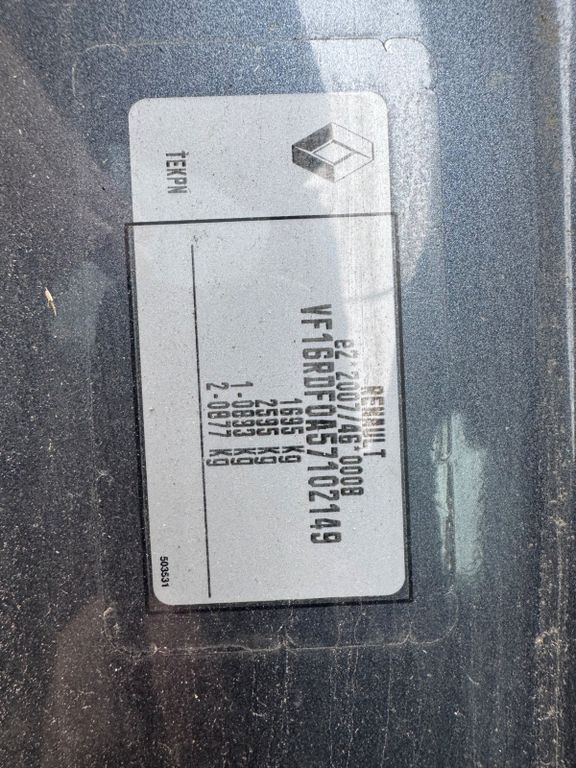 RENAULT
e2*2007/46*0008
VF16RDF0A57102149
1695 Kg
2595 Kg
1-0893 Kg
2-0877 Kg
TEKPN
503531